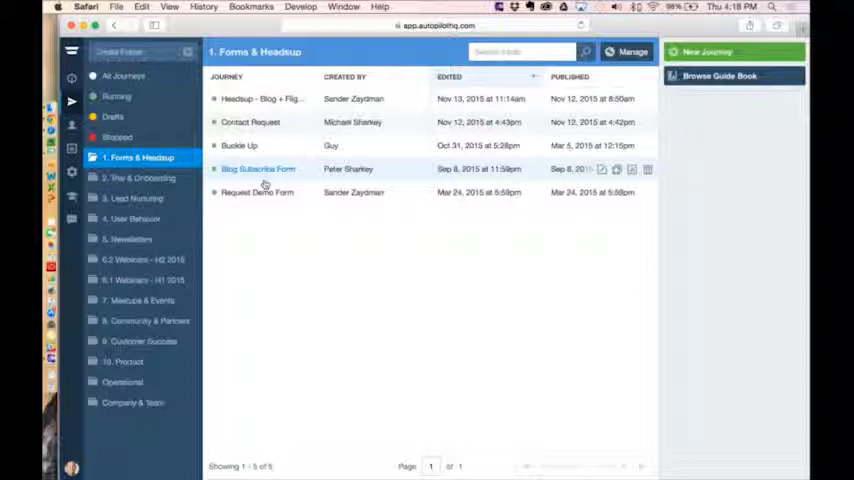 Safari File Edit View History Bookmarks Develop Window Help 98% Thu 4:18 PM
app.autopilothq.com
Create Folder
1. Forms & Headsup
Manage
New Journey
Browse Guide Book
All Journeys
Running
Drafts
Stopped
1. Forms & Headsup
2. Trial & Onboarding
3. Lead Nurturing
4. User Behavior
5. Newsletters
6.2 Webinars - H2 2015
6.1 Webinars - H1 2015
7. Meetups & Events
8. Community & Partners
9. Customer Success
10. Product
Operational
Company & Team
JOURNEY CREATED BY EDITED PUBLISHED
Headsup - Blog + Flig... Sander Zaydman Nov 13, 2015 at 11:14am Nov 12, 2015 at 8:50am
Contact Request Michael Sharkey Nov 12, 2015 at 4:43pm Nov 12, 2015 at 4:42pm
Buckle Up Guy Oct 31, 2015 at 5:28pm Mar 5, 2015 at 12:15pm
Blog Subscribe Form Peter Sharkey Sep 8, 2015 at 11:59pm Sep 8, 2015
Request Demo Form Sander Zaydman Mar 24, 2015 at 5:59pm Mar 24, 2015 at 5:59pm
Showing 1 - 5 of 5
Page 1 of 1